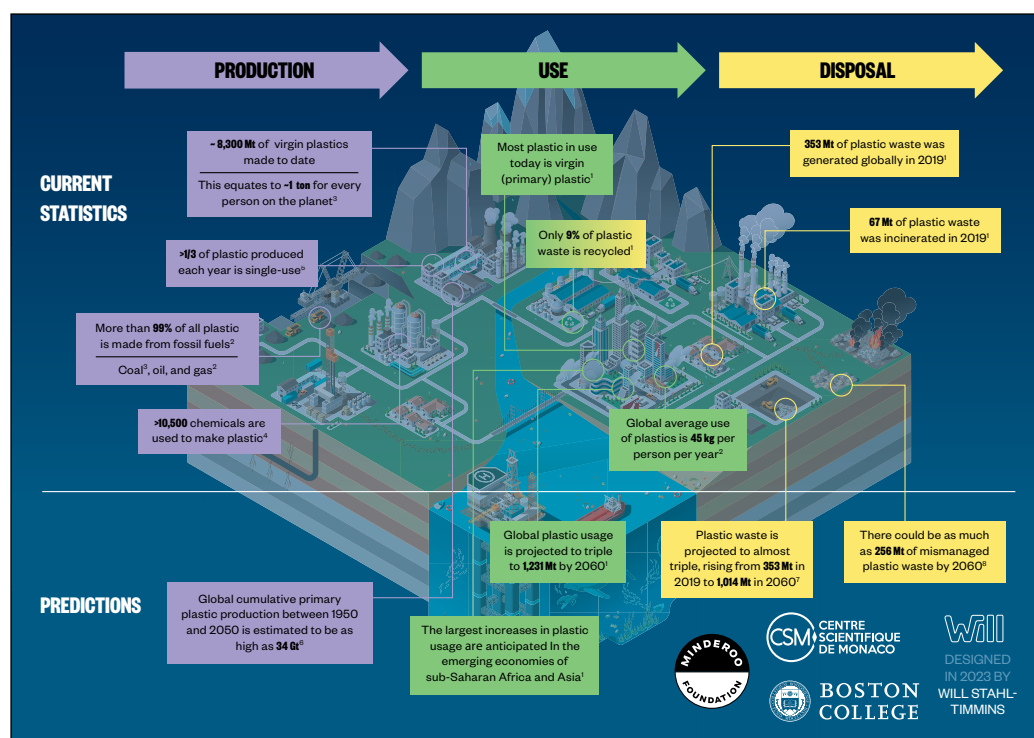 PRODUCTION
USE
DISPOSAL
CURRENT
STATISTICS
~ 8,300 Mt of virgin plastics
made to date
This equates to ~1 ton for every
person on the planet³
>1/3 of plastic produced
each year is single-use⁵
More than 99% of all plastic
is made from fossil fuels²
Coal³, oil, and gas²
>10,500 chemicals are
used to make plastic⁴
Most plastic in use
today is virgin
(primary) plastic¹
Only 9% of plastic
waste is recycled¹
Global average use
of plastics is 45 kg per
person per year²
353 Mt of plastic waste was
generated globally in 2019¹
67 Mt of plastic waste
was incinerated in 2019¹
H
PREDICTIONS
Global cumulative primary
plastic production between 1950
and 2050 is estimated to be as
high as 34 Gt⁶
Global plastic usage
is projected to triple
to 1,231 Mt by 2060¹
The largest increases in plastic
usage are anticipated In the
emerging economies of
sub-Saharan Africa and Asia¹
Plastic waste is
projected to almost
triple, rising from 353 Mt in
2019 to 1,014 Mt in 2060⁷
There could be as much
as 256 Mt of mismanaged
plastic waste by 2060⁸
MINDEROO
FOUNDATION
CSM
CENTRE
SCIENTIFIQUE
DE MONACO
BOSTON
COLLEGE
Will
DESIGNED
IN 2023 BY
WILL STAHL-
TIMMINS